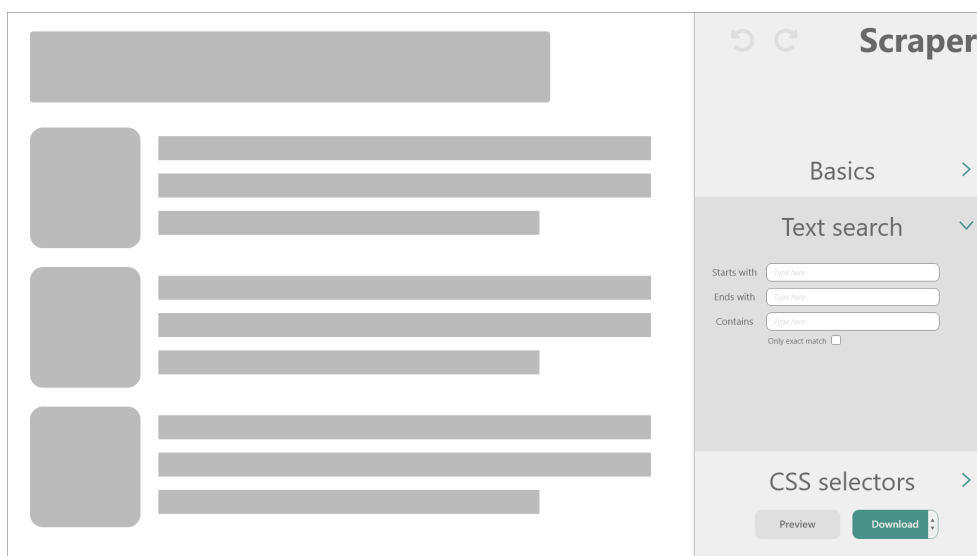 Scraper
Basics
Text search
Starts with Type here..
Ends with Type here..
Contains Type here..
Only exact match
CSS selectors
Preview Download